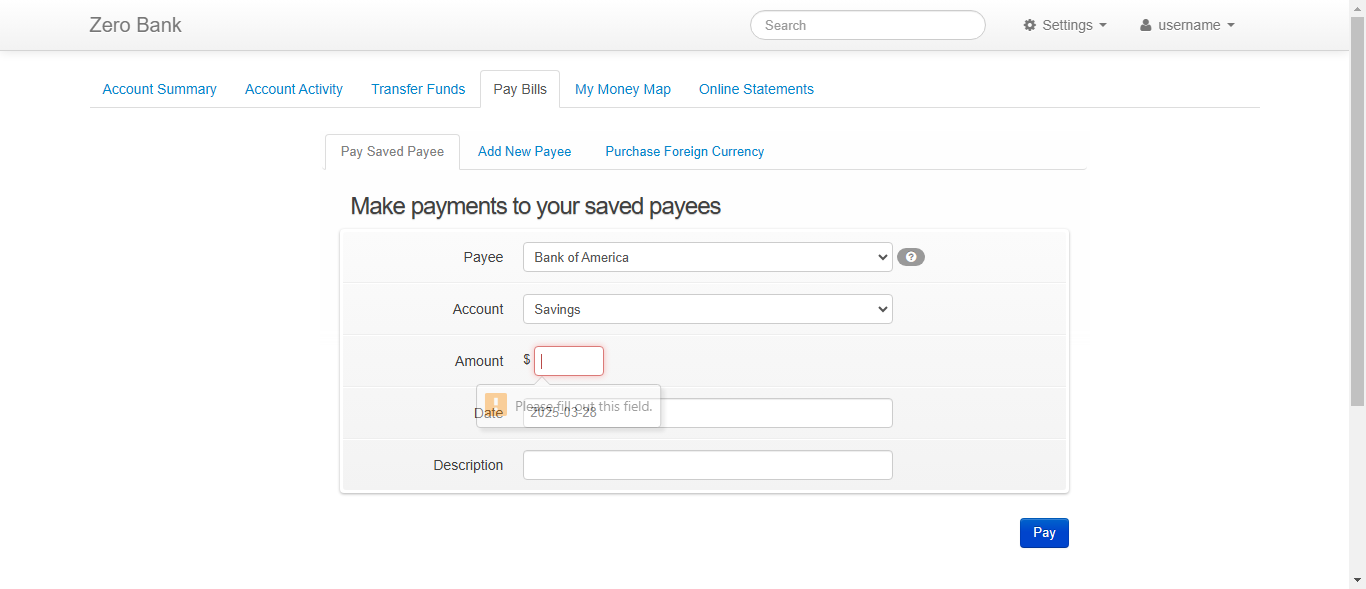 Zero Bank Search Settings username
Account Summary Account Activity Transfer Funds Pay Bills My Money Map Online Statements
Pay Saved Payee Add New Payee Purchase Foreign Currency
Make payments to your saved payees
Payee Bank of America ?
Account Savings
Amount $
! Please fill out this field.
Date 2025-03-28
Description
Pay